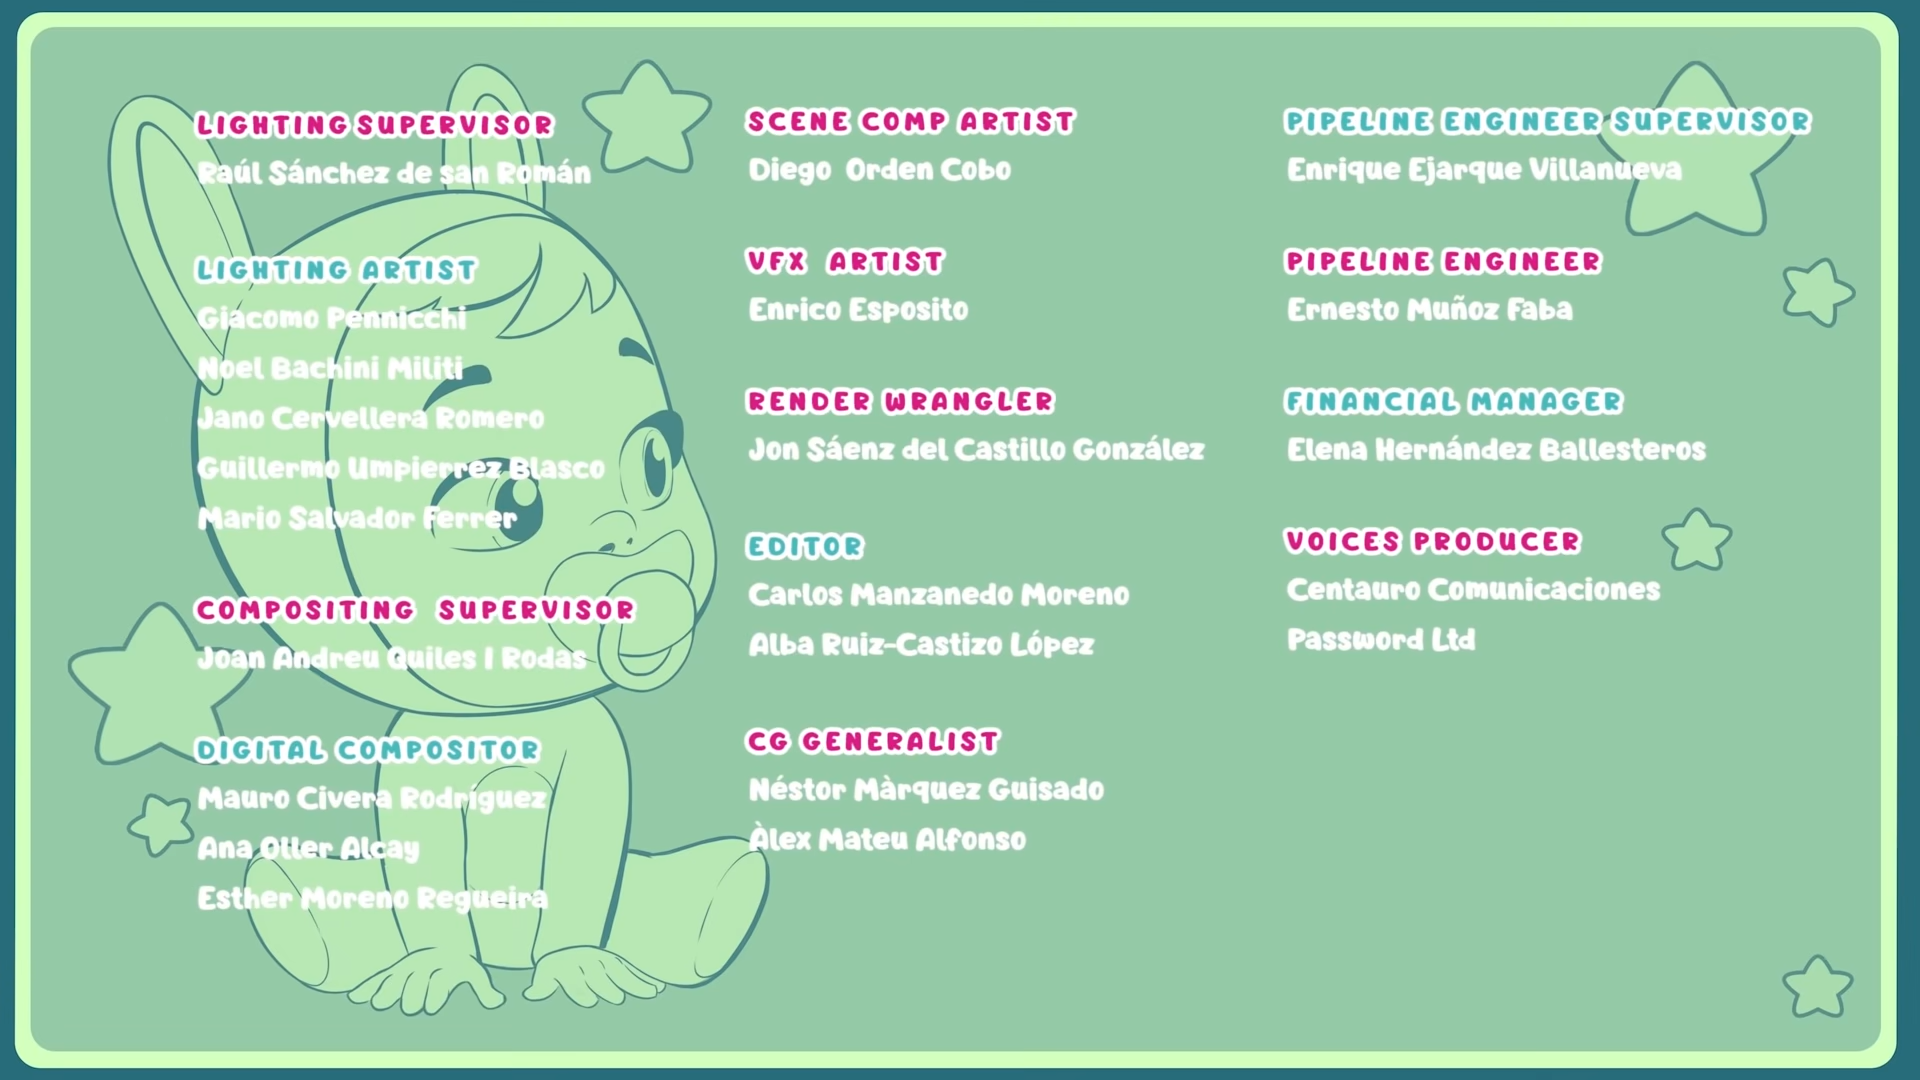 LIGHTING SUPERVISOR
Raúl Sánchez de san Román
LIGHTING ARTIST
Giacomo Pennicchi
Noel Bachini Militi
Jano Cervellera Romero
Guillermo Umpierrez Blasco
Mario Salvador Ferrer
COMPOSITING SUPERVISOR
Joan Andreu Quiles I Rodas
DIGITAL COMPOSITOR
Mauro Civera Rodríguez
Ana Oller Alcay
Esther Moreno Regueira
SCENE COMP ARTIST
Diego Orden Cobo
VFX ARTIST
Enrico Esposito
RENDER WRANGLER
Jon Sáenz del Castillo González
EDITOR
Carlos Manzanedo Moreno
Alba Ruiz-Castizo López
CG GENERALIST
Néstor Màrquez Guisado
Àlex Mateu Alfonso
PIPELINE ENGINEER SUPERVISOR
Enrique Ejarque Villanueva
PIPELINE ENGINEER
Ernesto Muñoz Faba
FINANCIAL MANAGER
Elena Hernández Ballesteros
VOICES PRODUCER
Centauro Comunicaciones
Password Ltd